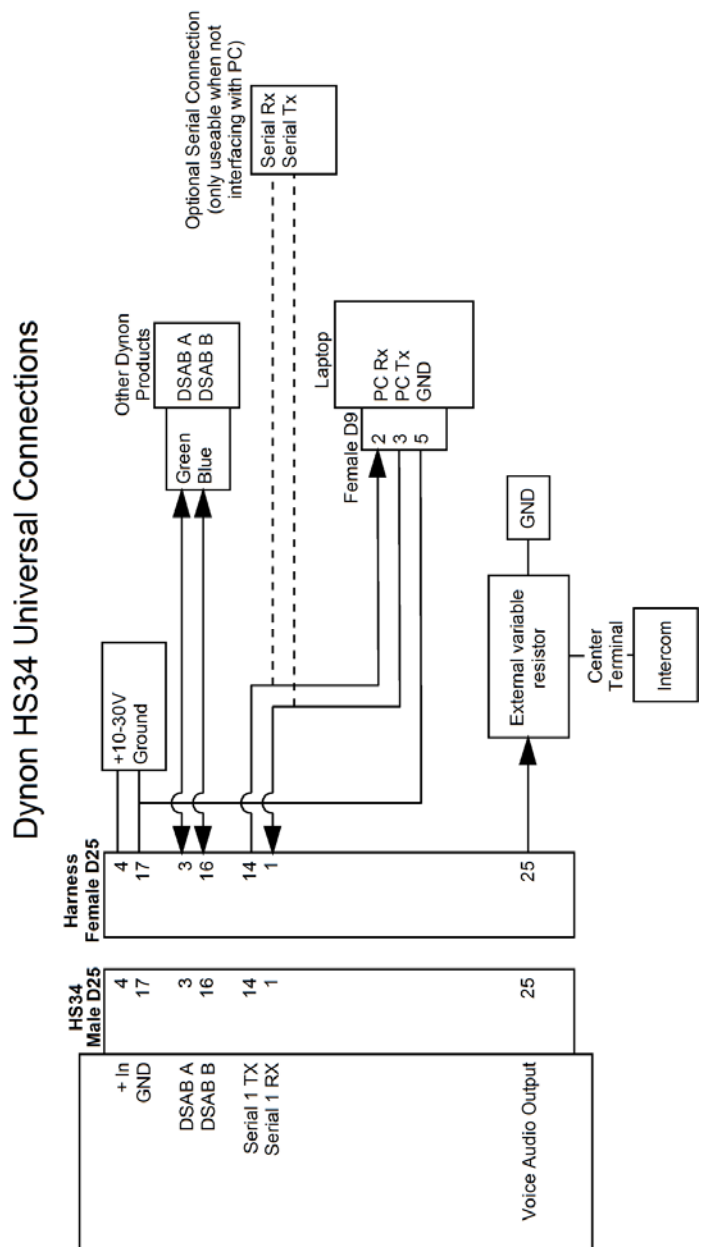 Dynon HS34 Universal Connections
HS34
Male D25
+ In
GND
DSAB A
DSAB B
Serial 1 TX
Serial 1 RX
Voice Audio Output
4
17
3
16
14
1
25
Harness
Female D25
4
17
3
16
14
1
25
+10-30V
Ground
Other Dynon
Products
Green
Blue
DSAB A
DSAB B
Optional Serial Connection
(only useable when not
interfacing with PC)
Serial Rx
Serial Tx
Laptop
Female D9
2
3
5
PC Rx
PC Tx
GND
External variable
resistor
GND
Center
Terminal
Intercom